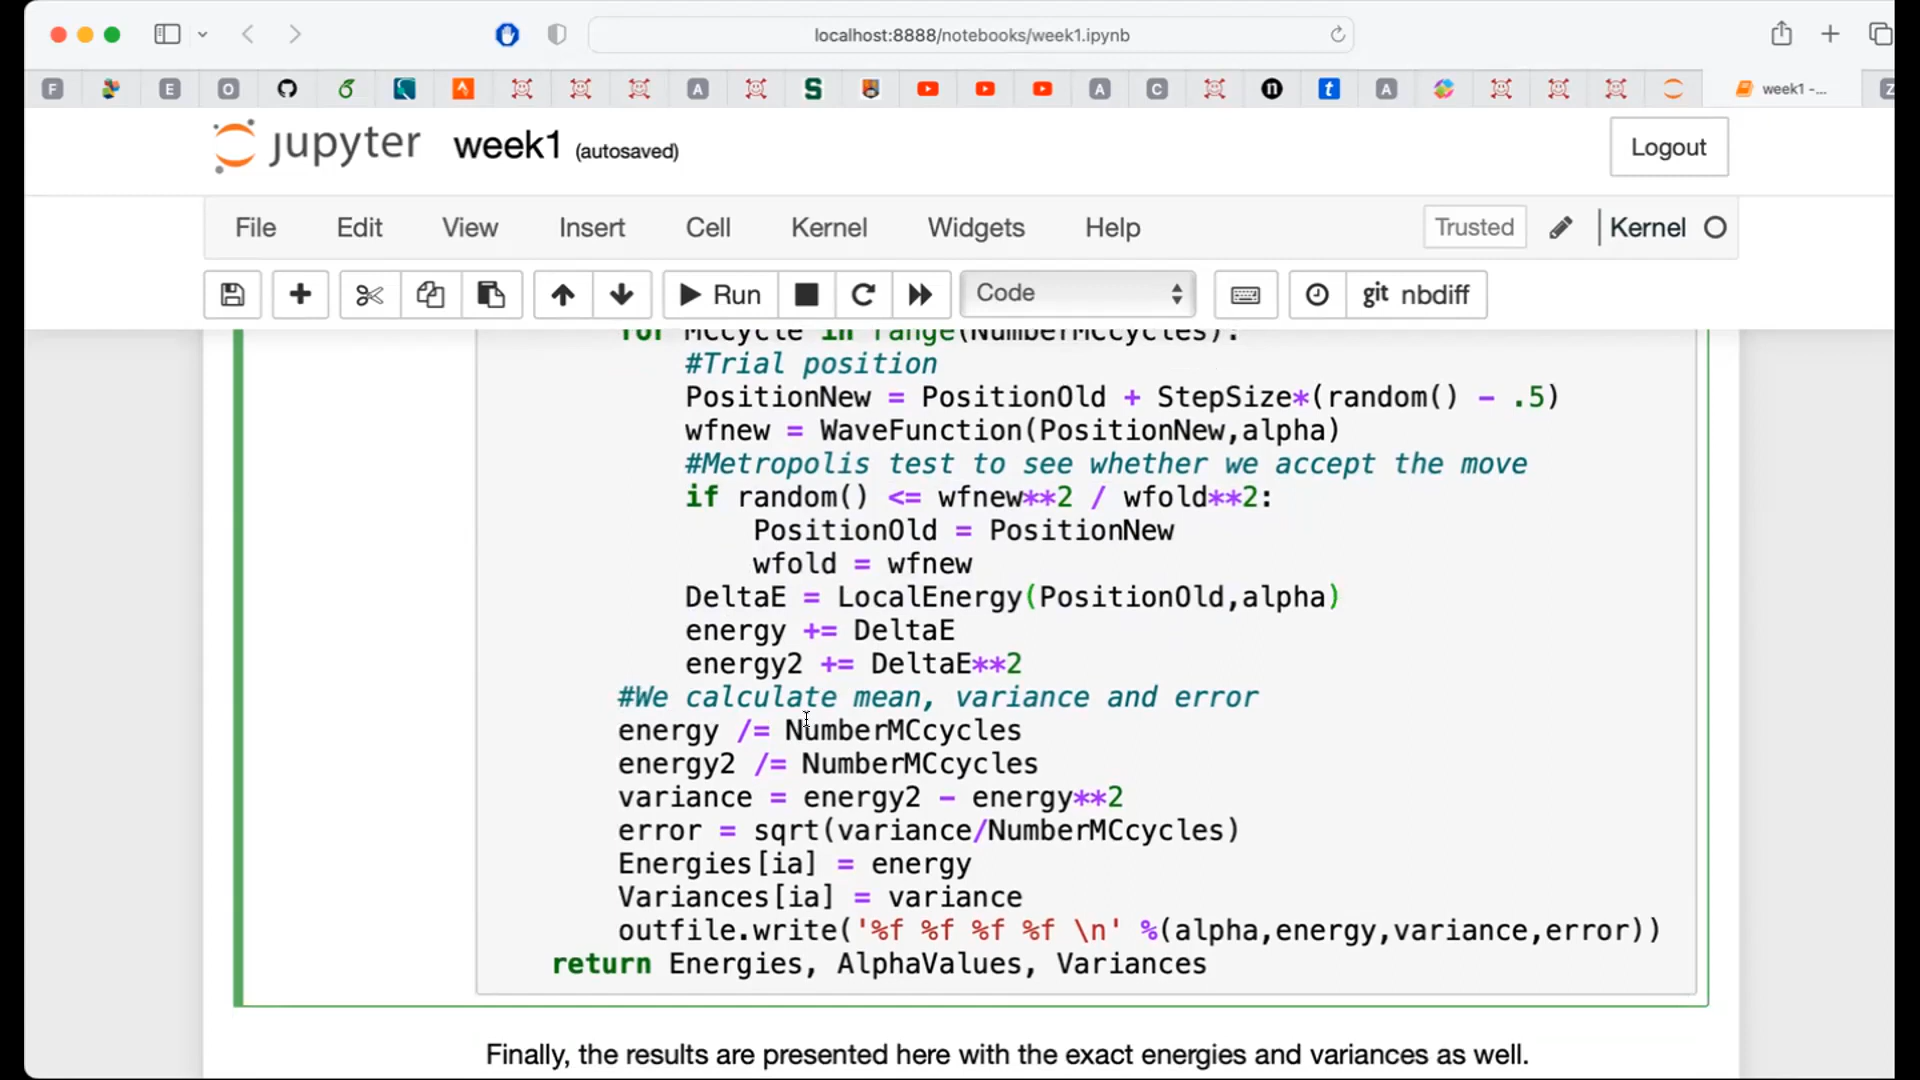 localhost:8888/notebooks/week1.ipynb
F E O A S A C n t A week1 -... Z
jupyter week1 (autosaved) Logout
File Edit View Insert Cell Kernel Widgets Help Trusted Kernel
Run Code git nbdiff
for MCcycle in range(NumberMCcycles):
#Trial position
PositionNew = PositionOld + StepSize*(random() - .5)
wfnew = WaveFunction(PositionNew,alpha)
#Metropolis test to see whether we accept the move
if random() <= wfnew**2 / wfold**2:
PositionOld = PositionNew
wfold = wfnew
DeltaE = LocalEnergy(PositionOld,alpha)
energy += DeltaE
energy2 += DeltaE**2
#We calculate mean, variance and error
energy /= NumberMCcycles
energy2 /= NumberMCcycles
variance = energy2 - energy**2
error = sqrt(variance/NumberMCcycles)
Energies[ia] = energy
Variances[ia] = variance
outfile.write('%f %f %f %f \n' %(alpha,energy,variance,error))
return Energies, AlphaValues, Variances
Finally, the results are presented here with the exact energies and variances as well.